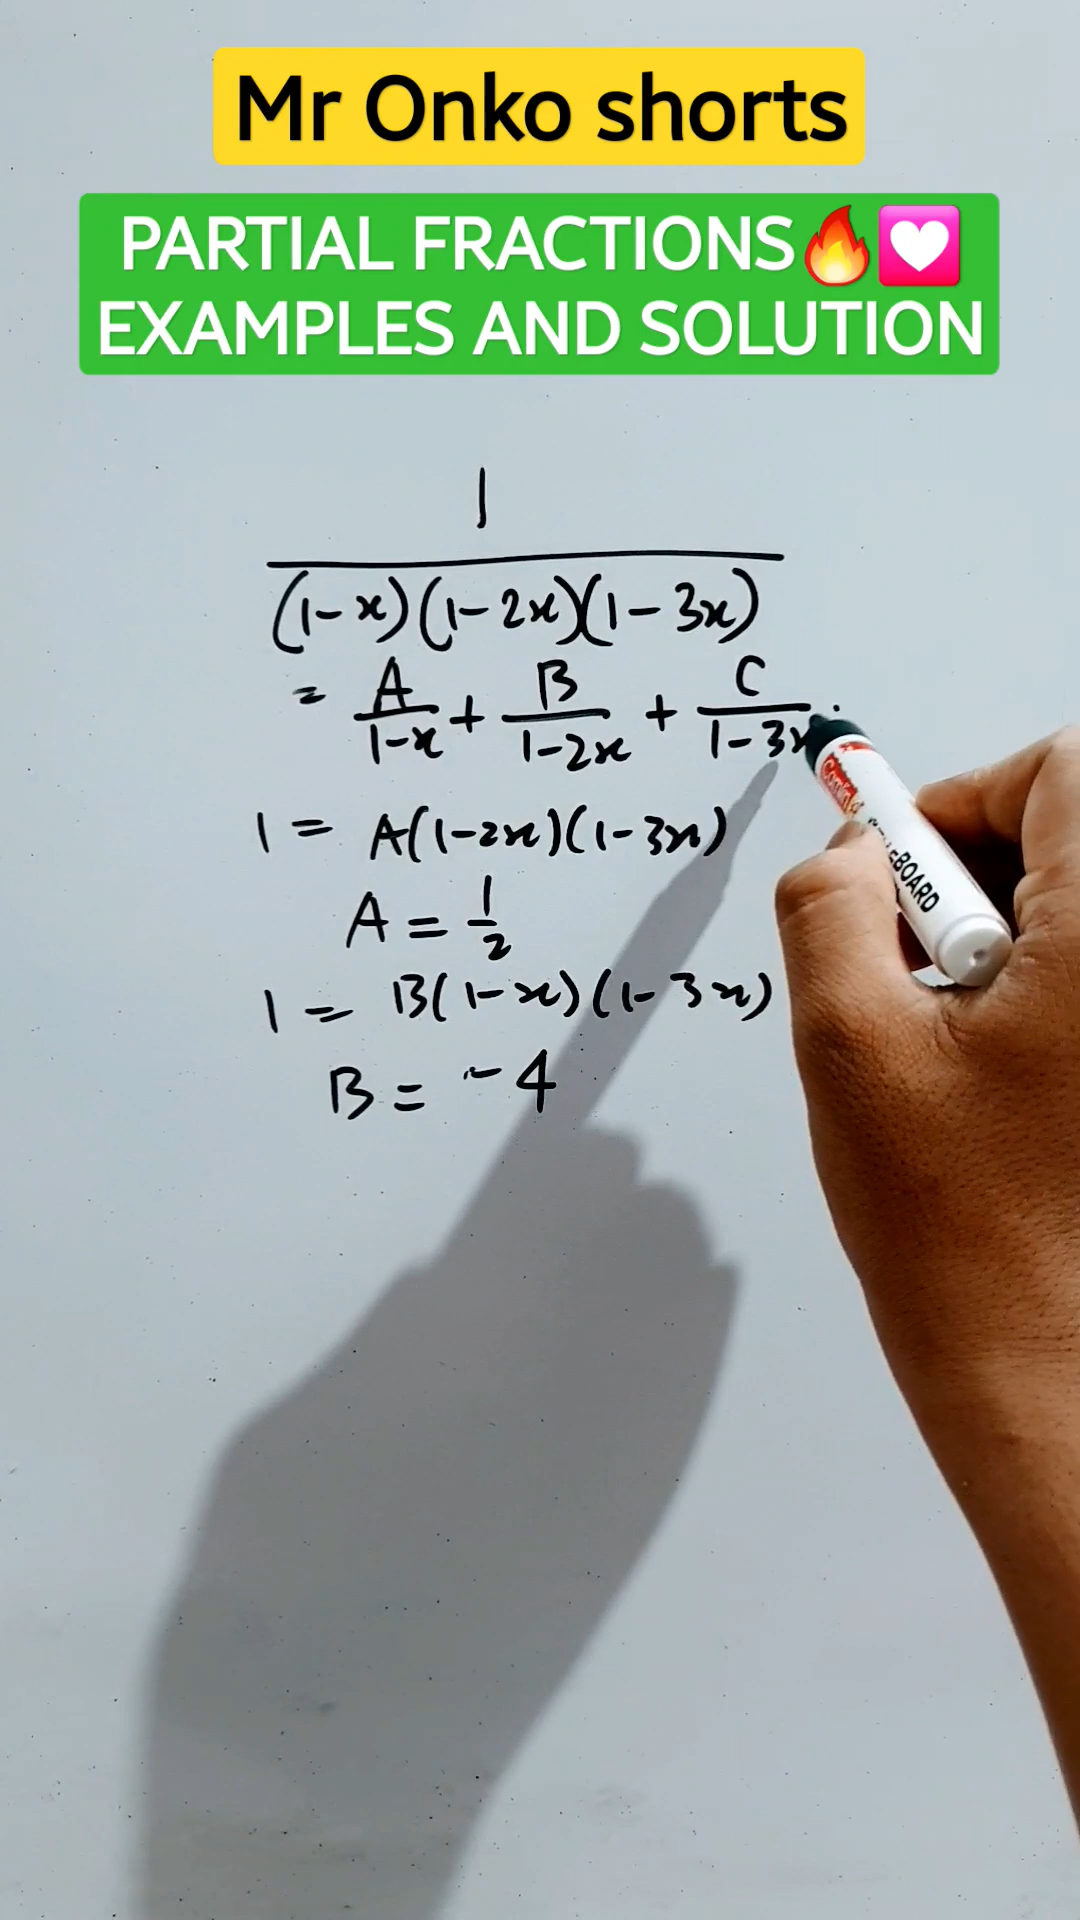 Mr Onko shorts
PARTIAL FRACTIONS🔥💟
EXAMPLES AND SOLUTION
1
(1-x)(1-2x)(1-3x)
= A/1-x + B/1-2x + C/1-3x
1 = A(1-2x)(1-3x)
A = 1/2
1 = B(1-x)(1-3x)
B = -4